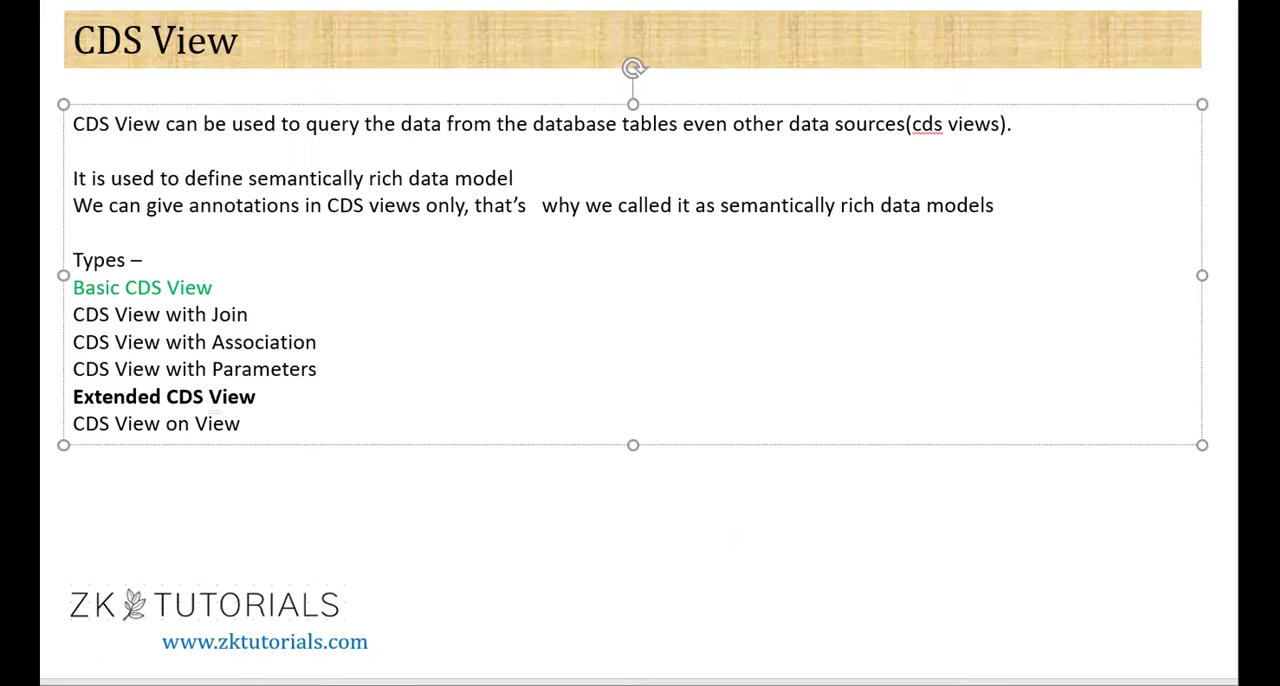 CDS View
CDS View can be used to query the data from the database tables even other data sources(cds views).
It is used to define semantically rich data model
We can give annotations in CDS views only, that’s why we called it as semantically rich data models
Types –
Basic CDS View
CDS View with Join
CDS View with Association
CDS View with Parameters
Extended CDS View
CDS View on View
ZK TUTORIALS
www.zktutorials.com